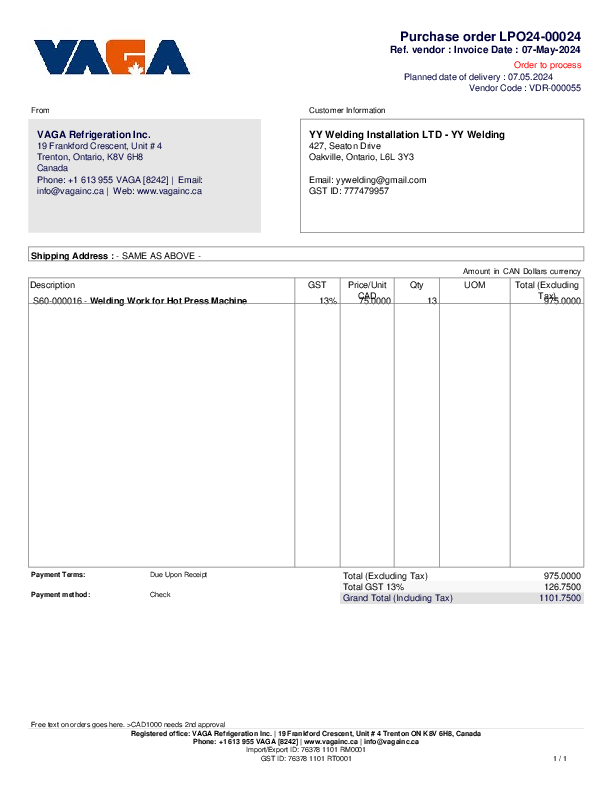 VAGA
Purchase order LPO24-00024
Ref. vendor : Invoice Date : 07-May-2024
Order to process
Planned date of delivery : 07.05.2024
Vendor Code : VDR-000055
From
Customer Information
VAGA Refrigeration Inc.
19 Frankford Crescent, Unit # 4
Trenton, Ontario, K8V 6H8
Canada
Phone: +1 613 955 VAGA [8242] | Email:
info@vagainc.ca | Web: www.vagainc.ca
YY Welding Installation LTD - YY Welding
427, Seaton Drive
Oakville, Ontario, L6L 3Y3
Email: yywelding@gmail.com
GST ID: 777479957
Shipping Address : - SAME AS ABOVE -
Amount in CAN Dollars currency
Description GST Price/Unit CAD Qty UOM Total (Excluding Tax)
S60-000016 - Welding Work for Hot Press Machine 13% 75.0000 13 975.0000
Payment Terms: Due Upon Receipt
Payment method: Check
Total (Excluding Tax) 975.0000
Total GST 13% 126.7500
Grand Total (Including Tax) 1101.7500
Free text on orders goes here. >CAD1000 needs 2nd approval
Registered office: VAGA Refrigeration Inc. | 19 Frankford Crescent, Unit # 4 Trenton ON K8V 6H8, Canada
Phone: +1 613 955 VAGA [8242] | www.vagainc.ca | info@vagainc.ca
Import/Export ID: 76378 1101 RM0001
GST ID: 76378 1101 RT0001
1 / 1